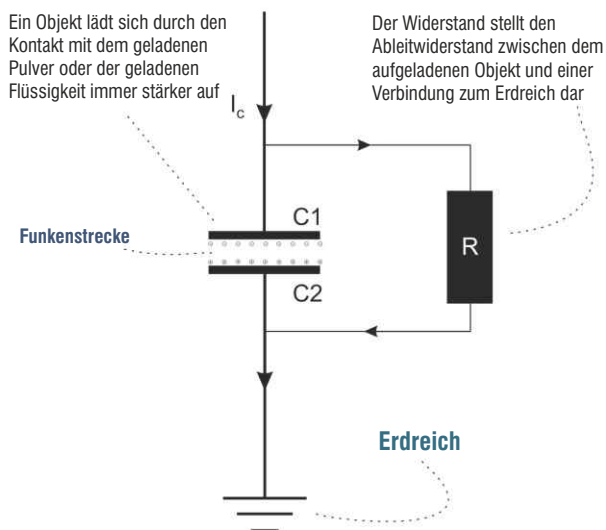 Ein Objekt lädt sich durch den
Kontakt mit dem geladenen
Pulver oder der geladenen
Flüssigkeit immer stärker auf
Der Widerstand stellt den
Ableitwiderstand zwischen dem
aufgeladenen Objekt und einer
Verbindung zum Erdreich dar
Ic
C1
Funkenstrecke
R
C2
Erdreich